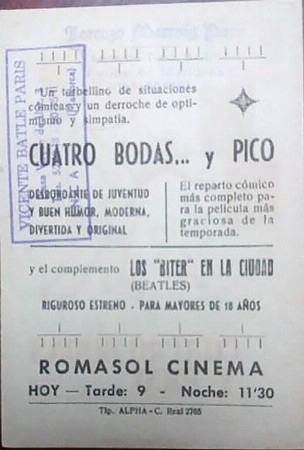 Un torbellino de situaciones
cómicas y un derroche de opti-
mismo y simpatía.
CUATRO BODAS... y PICO
DESBORDANTE DE JUVENTUD
Y BUEN HUMOR, MODERNA,
DIVERTIDA Y ORIGINAL
El reparto cómico
más completo pa-
ra la película más
graciosa de la
temporada.
y el complemento LOS "BITER" EN LA CIUDAD
(BEATLES)
RIGUROSO ESTRENO - PARA MAYORES DE 18 AÑOS
ROMASOL CINEMA
HOY — Tarde: 9 - Noche: 11'30
Tip. ALPHA - C. Real 2765
VICENTE BATLE PARIS